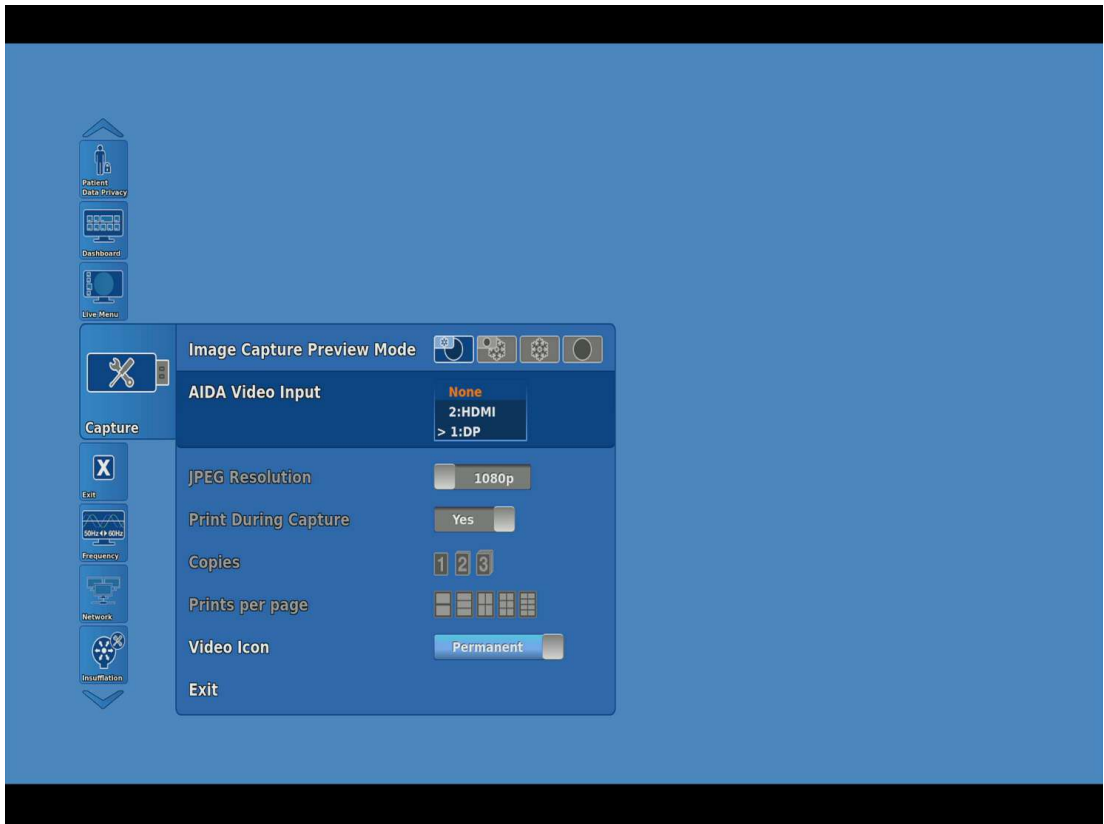 Patient
Data Privacy
Dashboard
Live Menu
Capture
Image Capture Preview Mode
AIDA Video Input
None
2:HDMI
> 1:DP
JPEG Resolution
1080p
Print During Capture
Yes
Copies
1 2 3
Prints per page
Video Icon
Permanent
Exit
X
Exit
50Hz 60Hz
Frequency
Network
Insufflation